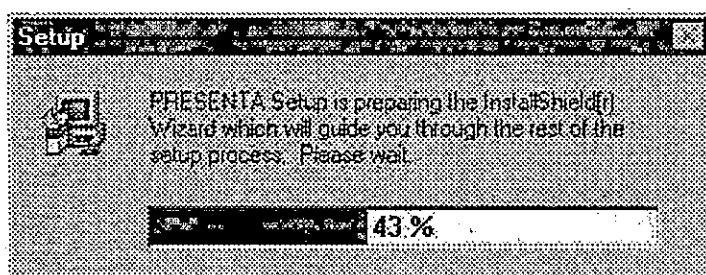 Setup
PRESENTA Setup is preparing the InstallShield(r)
Wizard which will guide you through the rest of the
setup process. Please wait.
43 %